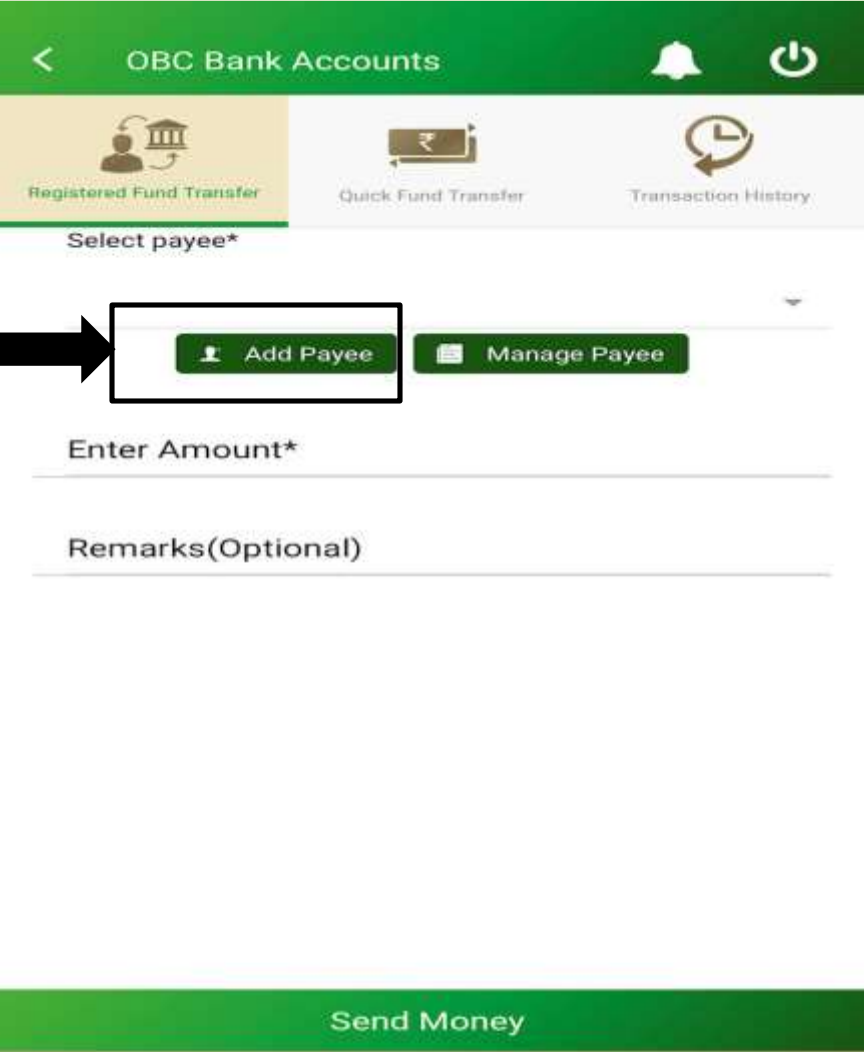 OBC Bank Accounts
₹
Registered Fund Transfer
Quick Fund Transfer
Transaction History
Select payee*
Add Payee
Manage Payee
Enter Amount*
Remarks(Optional)
Send Money